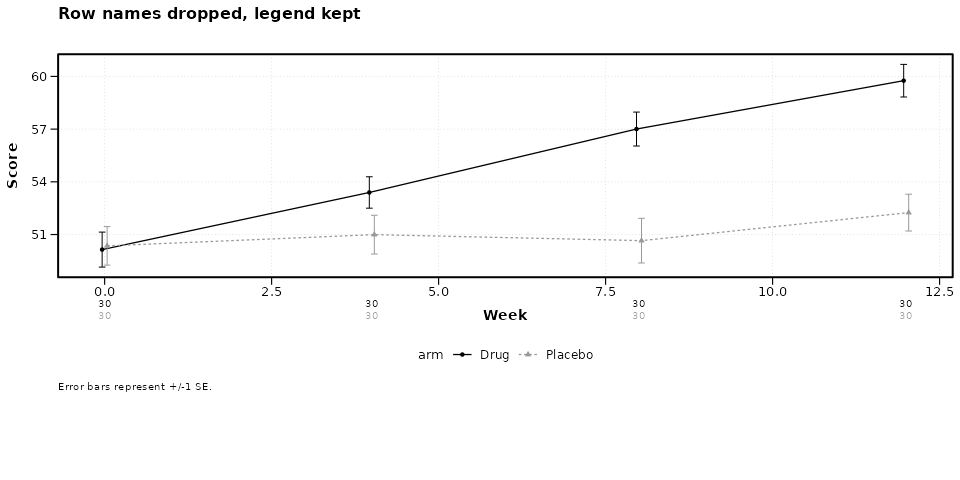 Row names dropped, legend kept
Score
60
57
54
51
0.0 2.5 5.0 7.5 10.0 12.5
30 30 30 30
30 30 30 30
Week
arm Drug Placebo
Error bars represent +/-1 SE.